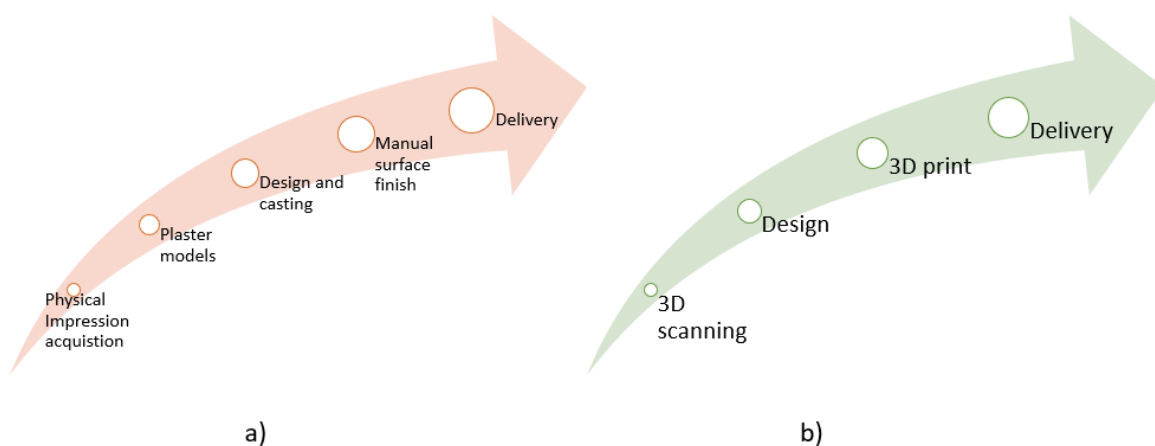 Physical
Impression
acquistion
Plaster
models
Design and
casting
Manual
surface
finish
Delivery
a)
3D
scanning
Design
3D print
Delivery
b)